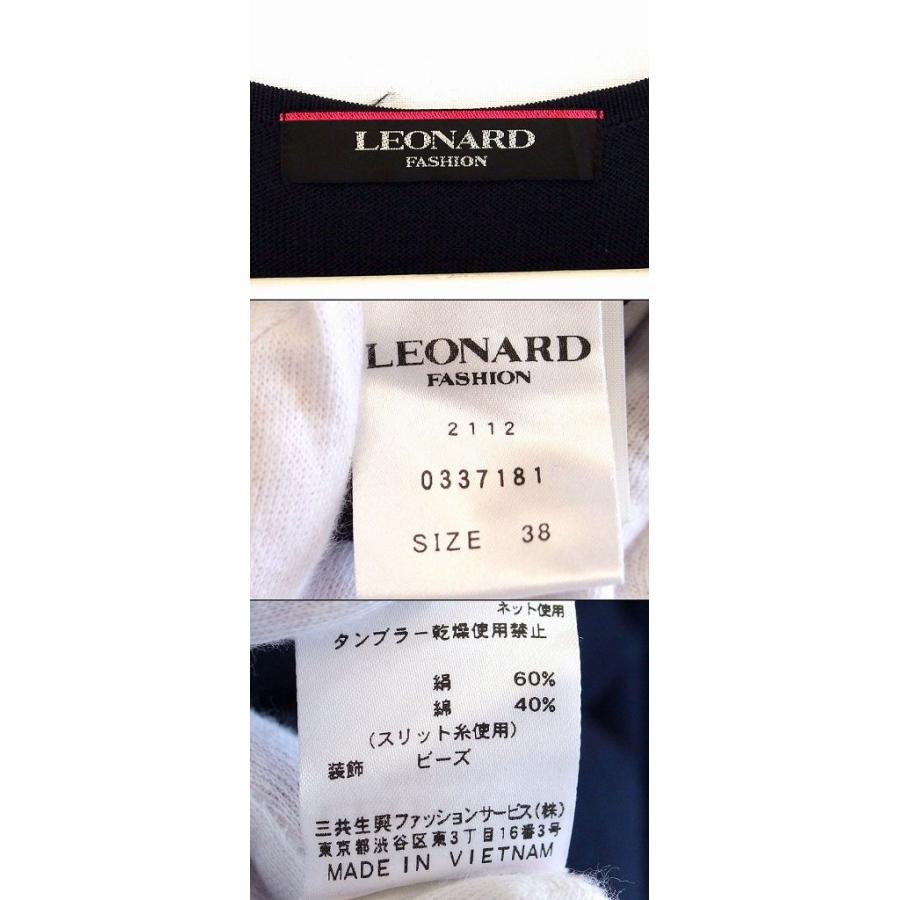 LEONARD
FASHION
LEONARD
FASHION
2112
0337181
SIZE 38
ネット使用
タンブラー乾燥使用禁止
絹 60%
綿 40%
(スリット糸使用)
装飾 ビーズ
三共生興ファッションサービス(株)
東京都渋谷区東3丁目16番3号
MADE IN VIETNAM